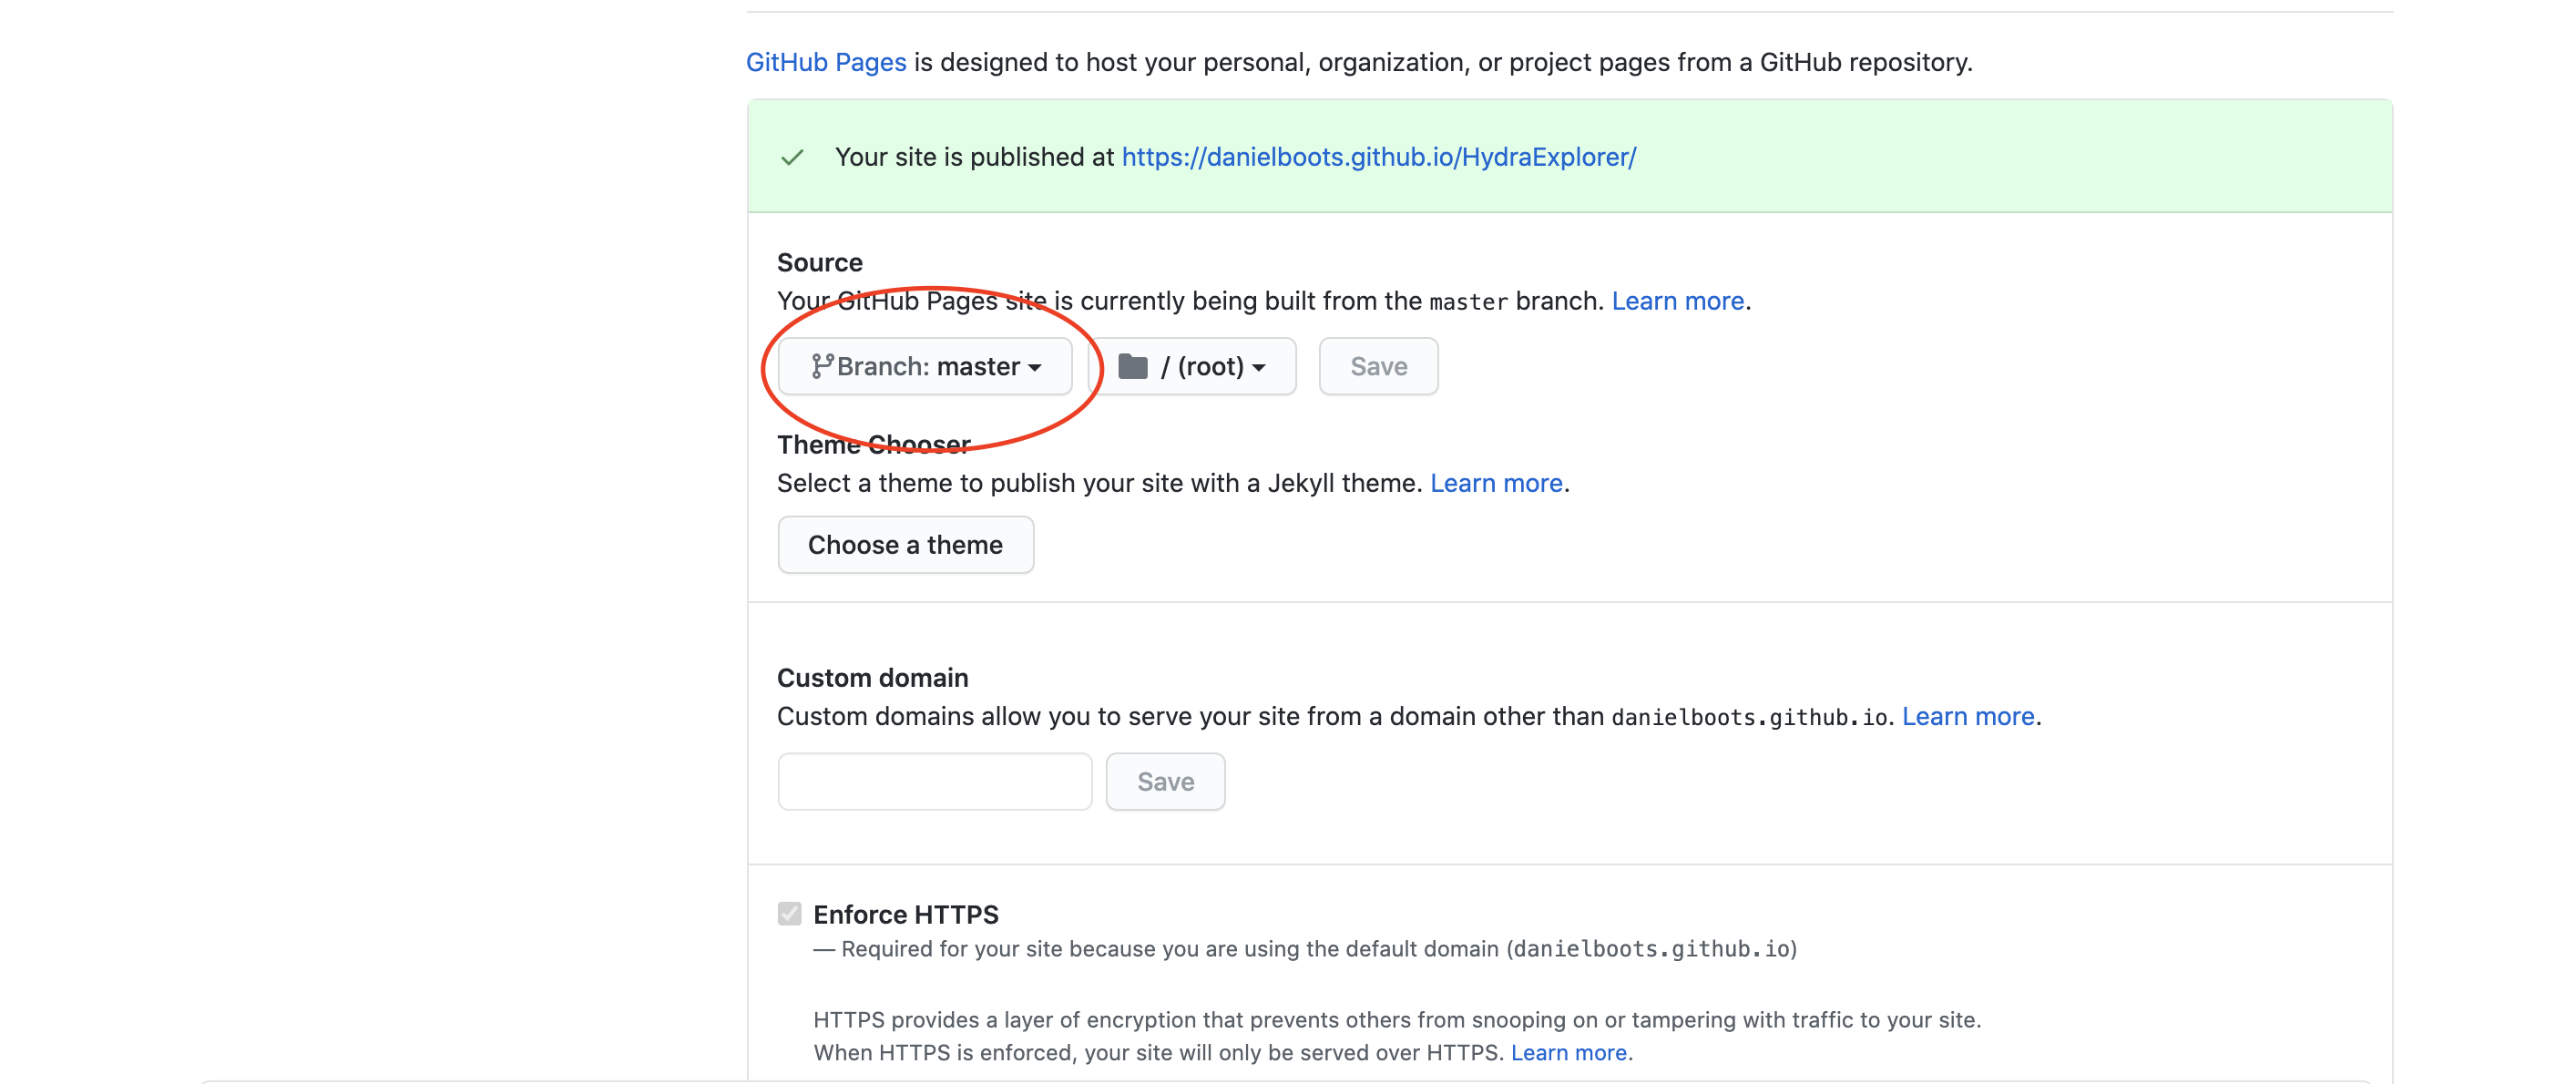 GitHub Pages is designed to host your personal, organization, or project pages from a GitHub repository.
Your site is published at https://danielboots.github.io/HydraExplorer/
Source
Your GitHub Pages site is currently being built from the master branch. Learn more.
Branch: master / (root) Save
Theme Chooser
Select a theme to publish your site with a Jekyll theme. Learn more.
Choose a theme
Custom domain
Custom domains allow you to serve your site from a domain other than danielboots.github.io. Learn more.
Save
Enforce HTTPS
— Required for your site because you are using the default domain (danielboots.github.io)
HTTPS provides a layer of encryption that prevents others from snooping on or tampering with traffic to your site.
When HTTPS is enforced, your site will only be served over HTTPS. Learn more.